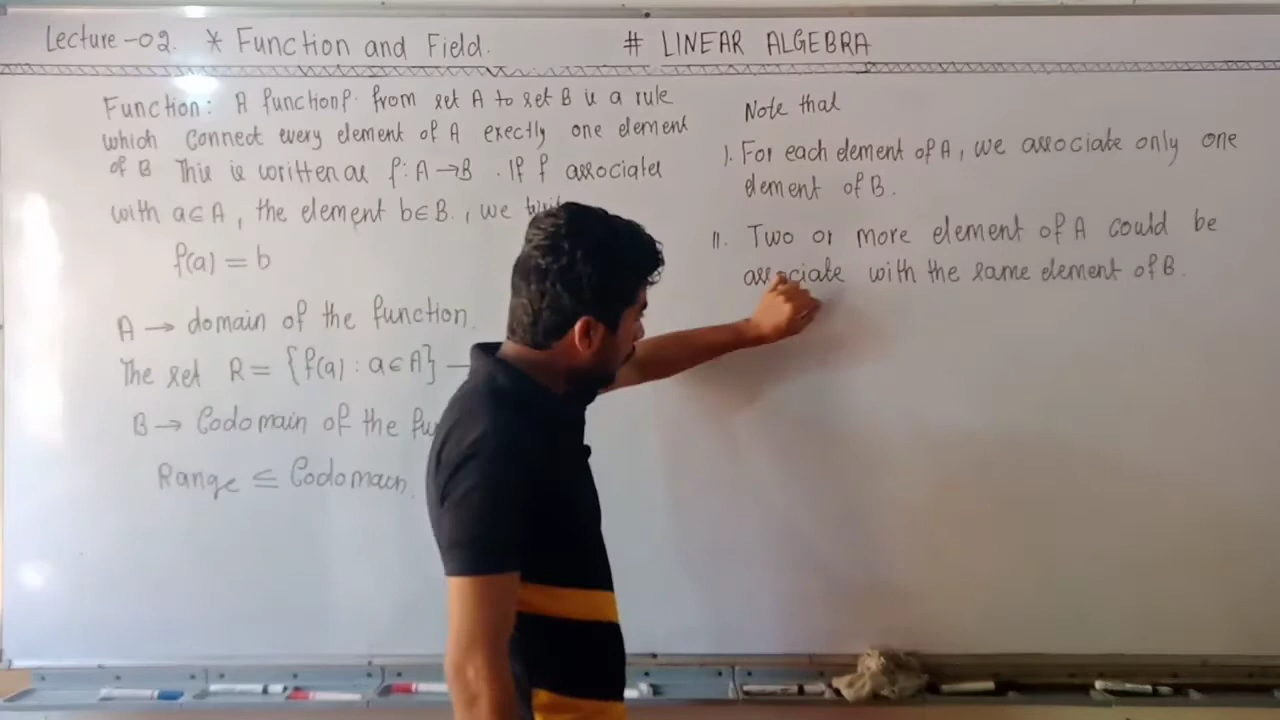 Lecture-02. * Function and Field. # LINEAR ALGEBRA
Function: A function f from set A to set B is a rule
which connect every element of A exectly one element
of B This is written as f: A→B. If f associates
with a∈A, the element b∈B, we
f(a) = b
A → domain of the function.
The set R = {f(a) : a∈A} —
B → Codomain of the
Range ⊆ Codomain.
Note that
I. For each element of A, we associate only one
element of B.
II. Two or more element of A could be
associate with the same element of B.